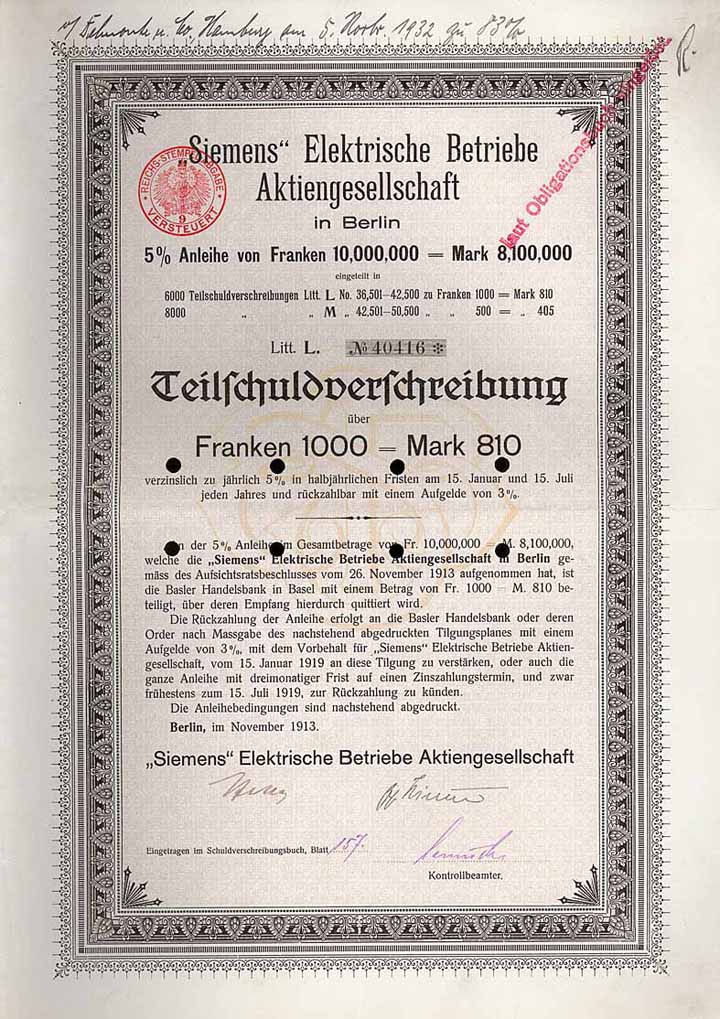 v/ Felmonte u. Co, Hamburg am 5. Novbr. 1932 zu 83%
R.
laut Obligationsbuch eingelöst
REICHS-STEMPELABGABE
9
VERSTEUERT
„Siemens“ Elektrische Betriebe
Aktiengesellschaft
in Berlin
5% Anleihe von Franken 10,000,000 = Mark 8,100,000
eingeteilt in
6000 Teilschuldverschreibungen Litt. L No. 36,501–42,500 zu Franken 1000 = Mark 810
8000 „ „ M „ 42,501–50,500 „ „ 500 = „ 405
Litt. L. № 40416 ✻
Teilschuldverschreibung
über
Franken 1000 = Mark 810
verzinslich zu jährlich 5% in halbjährlichen Fristen am 15. Januar und 15. Juli
jeden Jahres und rückzahlbar mit einem Aufgelde von 3%.
An der 5% Anleihe im Gesamtbetrage von Fr. 10,000,000 = M. 8,100,000,
welche die „Siemens“ Elektrische Betriebe Aktiengesellschaft in Berlin ge-
mäss des Aufsichtsratsbeschlusses vom 26. November 1913 aufgenommen hat, ist
die Basler Handelsbank in Basel mit einem Betrag von Fr. 1000 = M. 810 be-
teiligt, über deren Empfang hierdurch quittiert wird.
Die Rückzahlung der Anleihe erfolgt an die Basler Handelsbank oder deren
Order nach Massgabe des nachstehend abgedruckten Tilgungsplanes mit einem
Aufgelde von 3%, mit dem Vorbehalt für „Siemens“ Elektrische Betriebe Aktien-
gesellschaft, vom 15. Januar 1919 an diese Tilgung zu verstärken, oder auch die
ganze Anleihe mit dreimonatiger Frist auf einen Zinszahlungstermin, und zwar
frühestens zum 15. Juli 1919, zur Rückzahlung zu künden.
Die Anleihebedingungen sind nachstehend abgedruckt.
Berlin, im November 1913.
„Siemens“ Elektrische Betriebe Aktiengesellschaft
Eingetragen im Schuldverschreibungsbuch, Blatt 157.
Kontrollbeamter.